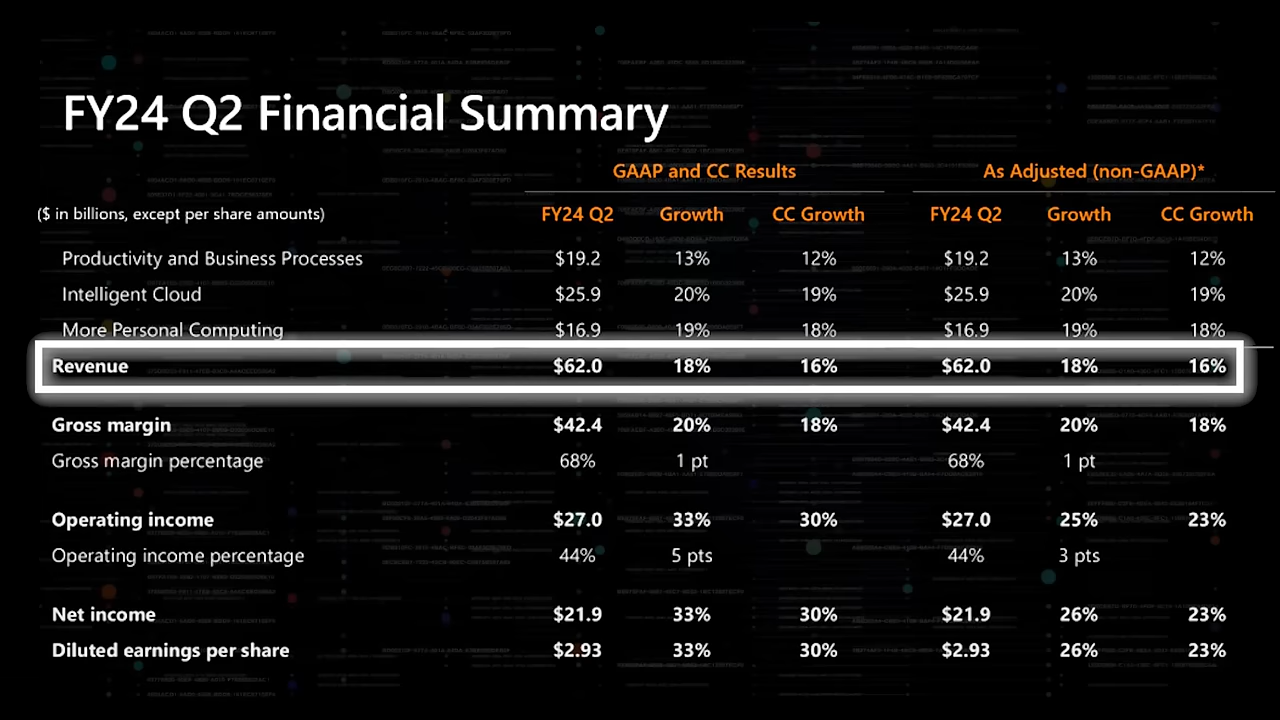 FY24 Q2 Financial Summary
GAAP and CC Results As Adjusted (non-GAAP)*
($ in billions, except per share amounts) FY24 Q2 Growth CC Growth FY24 Q2 Growth CC Growth
Productivity and Business Processes $19.2 13% 12% $19.2 13% 12%
Intelligent Cloud $25.9 20% 19% $25.9 20% 19%
More Personal Computing $16.9 19% 18% $16.9 19% 18%
Revenue $62.0 18% 16% $62.0 18% 16%
Gross margin $42.4 20% 18% $42.4 20% 18%
Gross margin percentage 68% 1 pt 68% 1 pt
Operating income $27.0 33% 30% $27.0 25% 23%
Operating income percentage 44% 5 pts 44% 3 pts
Net income $21.9 33% 30% $21.9 26% 23%
Diluted earnings per share $2.93 33% 30% $2.93 26% 23%